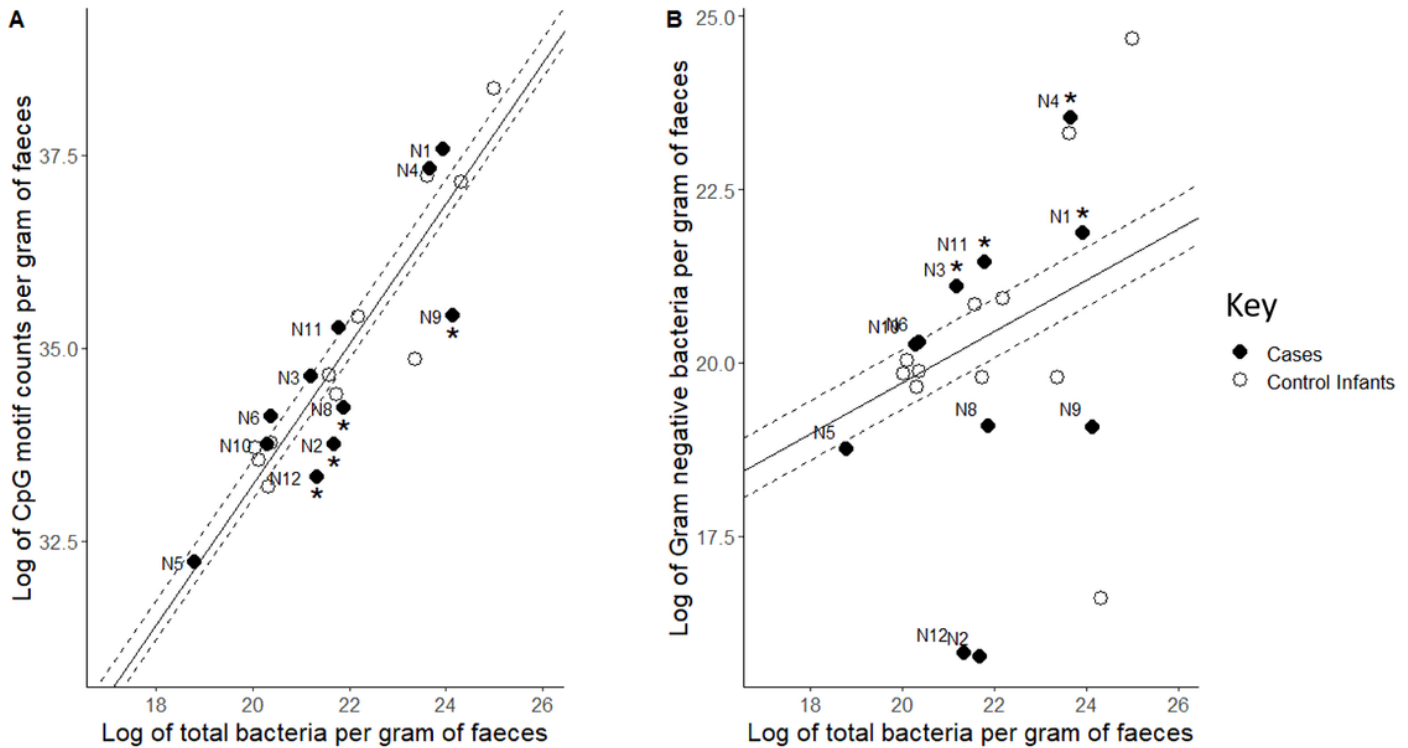 A
Log of CpG motif counts per gram of faeces
37.5
35.0
32.5
N1
N4
N9
*
N11
N3
N8
*
N6
N10
N2
*
N12
*
N5
18
20
22
24
26
Log of total bacteria per gram of faeces
B
Log of Gram negative bacteria per gram of faeces
25.0
22.5
20.0
17.5
N4 *
N1 *
N11 *
N3 *
N10
N6
N8
N9
N5
N12
N2
18
20
22
24
26
Log of total bacteria per gram of faeces
Key
Cases
Control Infants